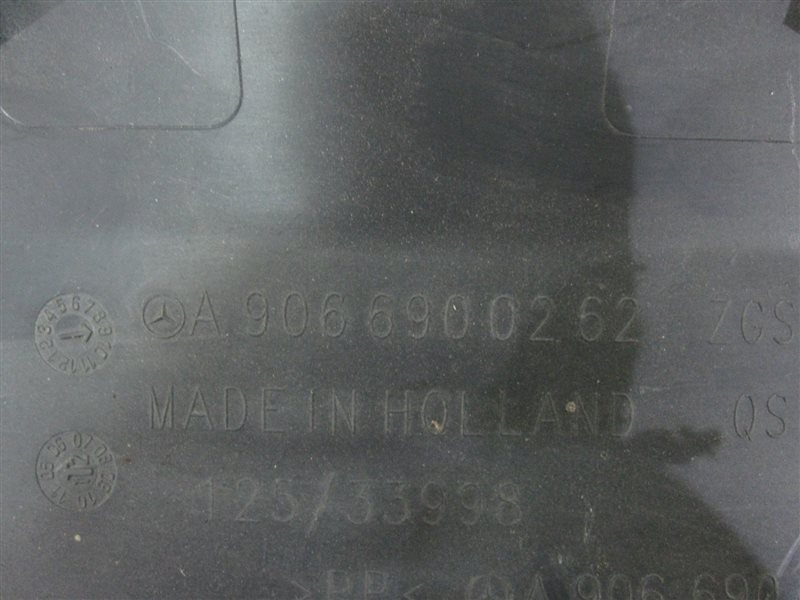 A 906 690 02 62 ZGS
MADE IN HOLLAND QS
125/33998
>PP< A 906 690